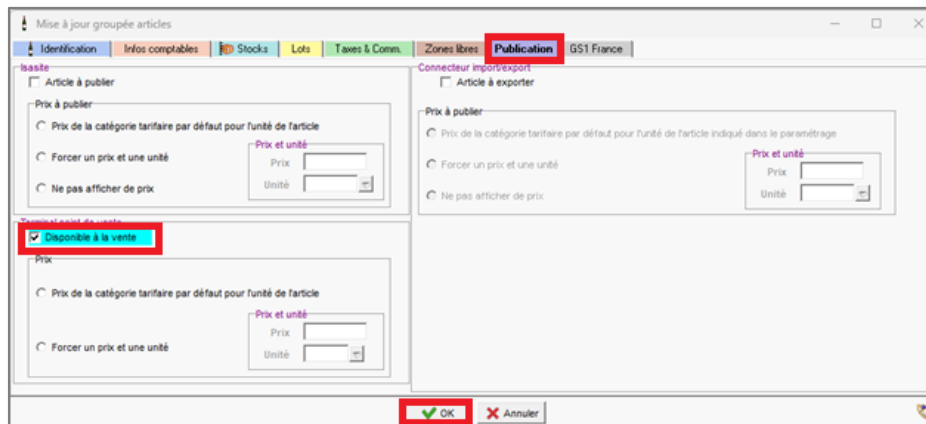 Mise à jour groupée articles
Identification Infos comptables Stocks Lots Taxes & Comm. Zones libres Publication GS1 France
Isasite
Article à publier
Prix à publier
Prix de la catégorie tarifaire par défaut pour l'unité de l'article
Forcer un prix et une unité
Prix et unité
Prix
Unité
Ne pas afficher de prix
Terminal point de vente
Disponible à la vente
Prix
Prix de la catégorie tarifaire par défaut pour l'unité de l'article
Prix et unité
Prix
Forcer un prix et une unité
Unité
Connecteur import/export
Article à exporter
Prix à publier
Prix de la catégorie tarifaire par défaut pour l'unité de l'article indiqué dans le paramétrage
Forcer un prix et une unité
Prix et unité
Prix
Unité
Ne pas afficher de prix
OK Annuler